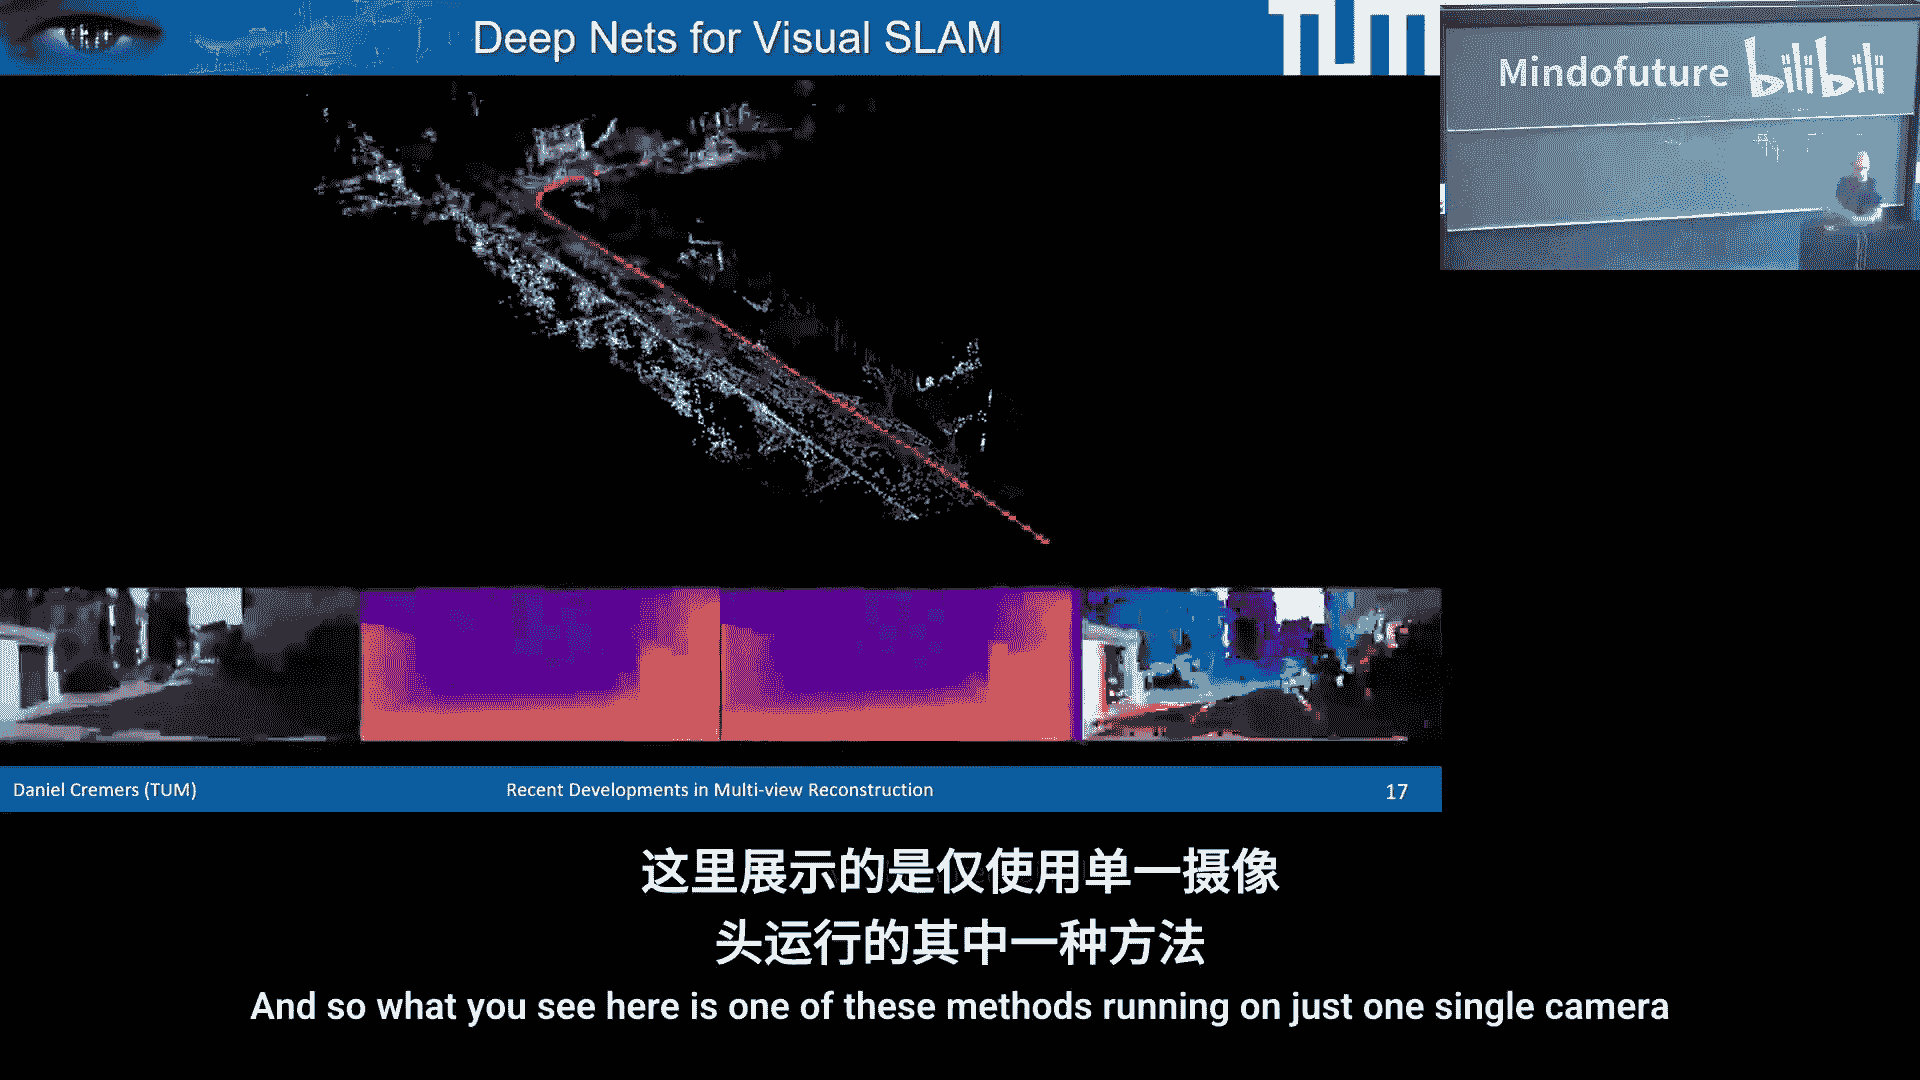 Deep Nets for Visual SLAM
TUM
Mindofuture bilibili
Daniel Cremers (TUM)
Recent Developments in Multi-view Reconstruction
17
这里展示的是仅使用单一摄像
头运行的其中一种方法
And so what you see here is one of these methods running on just one single camera